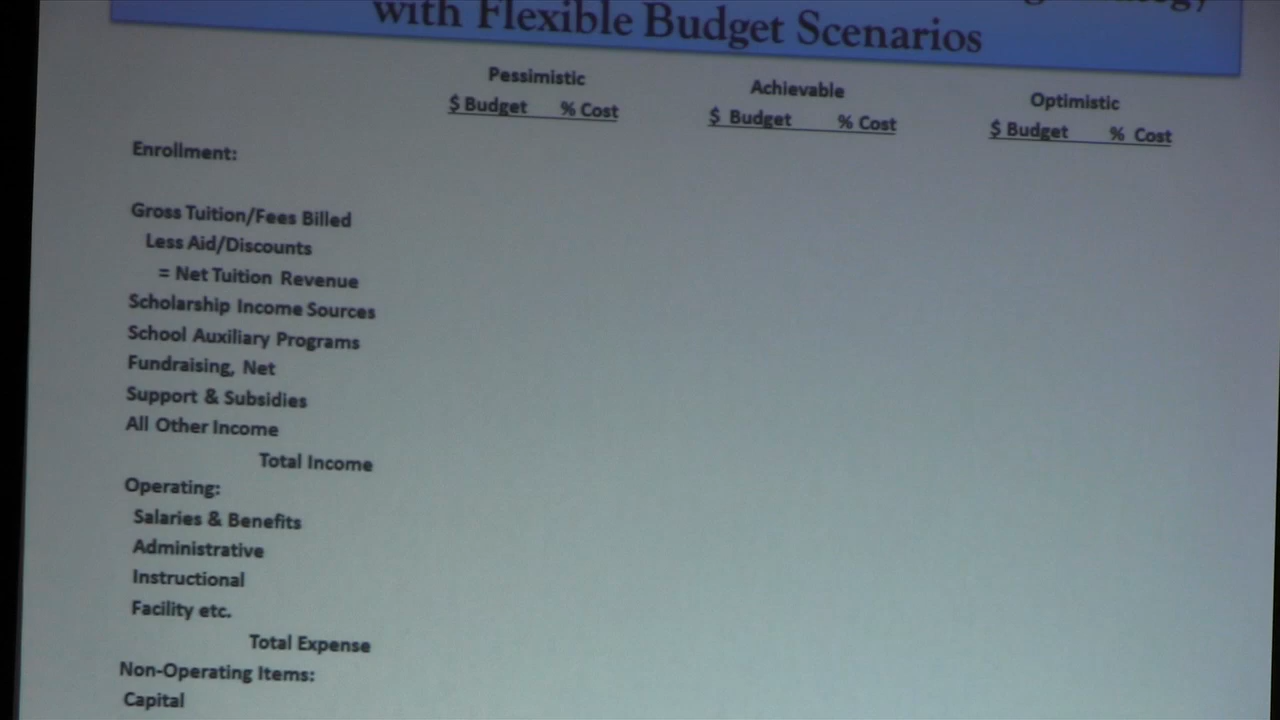 with Flexible Budget Scenarios
Pessimistic Achievable Optimistic
$ Budget % Cost $ Budget % Cost $ Budget % Cost
Enrollment:
Gross Tuition/Fees Billed
Less Aid/Discounts
= Net Tuition Revenue
Scholarship Income Sources
School Auxiliary Programs
Fundraising, Net
Support & Subsidies
All Other Income
Total Income
Operating:
Salaries & Benefits
Administrative
Instructional
Facility etc.
Total Expense
Non-Operating Items:
Capital